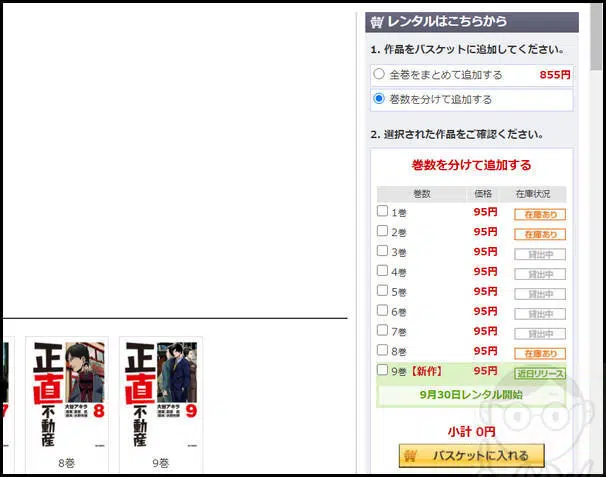 レンタルはこちらから
1. 作品をバスケットに追加してください。
全巻をまとめて追加する 855円
巻数を分けて追加する
2. 選択された作品をご確認ください。
巻数を分けて追加する
巻数 価格 在庫状況
1巻 95円 在庫あり
2巻 95円 在庫あり
3巻 95円 貸出中
4巻 95円 貸出中
5巻 95円 貸出中
6巻 95円 貸出中
7巻 95円 貸出中
8巻 95円 在庫あり
9巻【新作】 95円 近日リリース
9月30日レンタル開始
小計 0円
バスケットに入れる
7
正直不動産
大谷アキラ
8
8巻
正直不動産
大谷アキラ
9
9巻